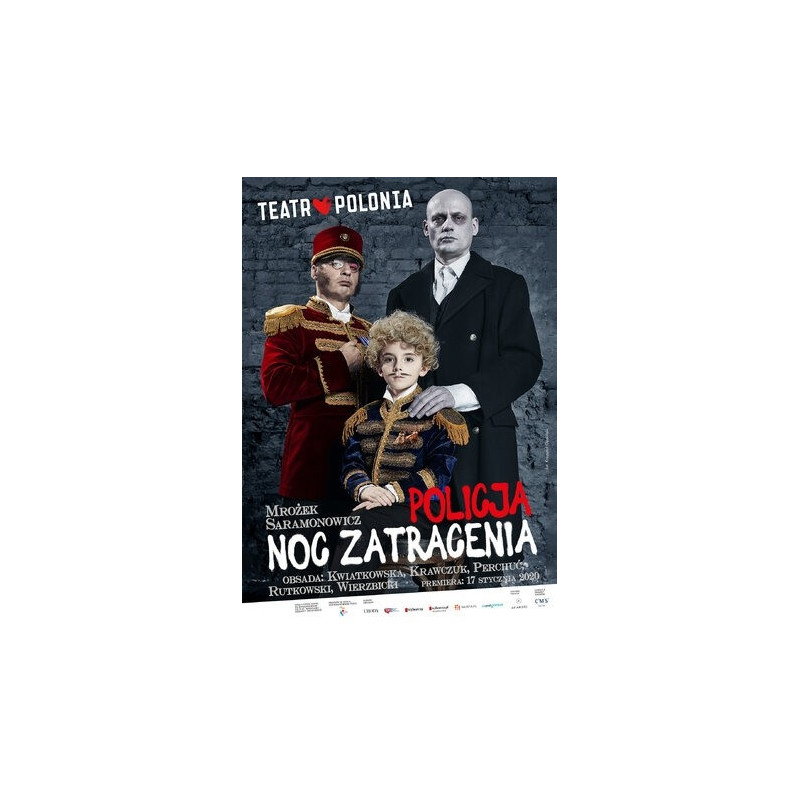 TEATR POLONIA
POLICJA
MROŻEK
SARAMONOWICZ
NOC ZATRACENIA
OBSADA: KWIATKOWSKA, KRAWCZUK, PERCHUĆ,
RUTKOWSKI, WIERZBICKI PREMIERA: 17 STYCZNIA 2020